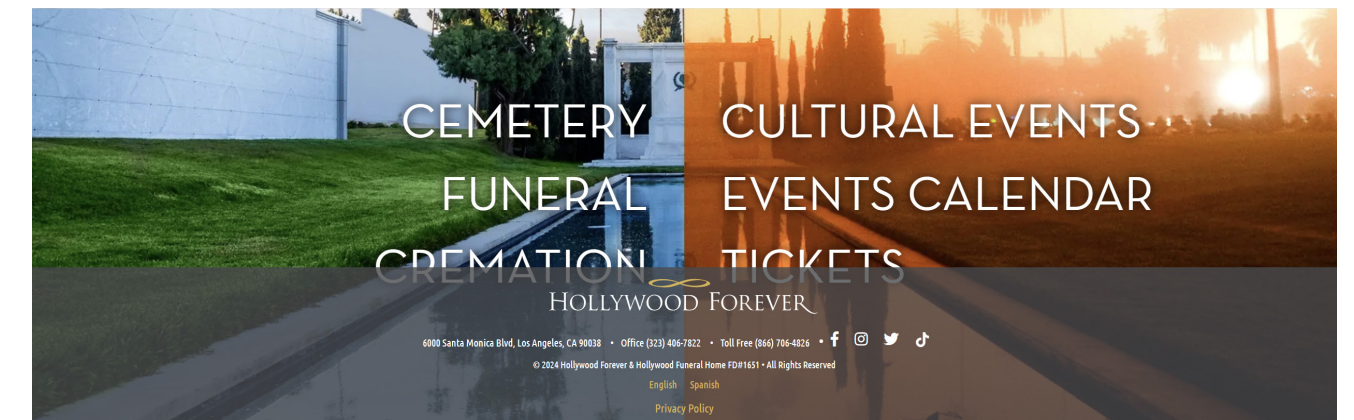 CEMETERY
CULTURAL EVENTS
FUNERAL
EVENTS CALENDAR
CREMATION
TICKETS
HOLLYWOOD FOREVER
6000 Santa Monica Blvd, Los Angeles, CA 90038 • Office (323) 406-7822 • Toll Free (866) 706-4826 •
© 2024 Hollywood Forever & Hollywood Funeral Home FD#1651 • All Rights Reserved
English Spanish
Privacy Policy